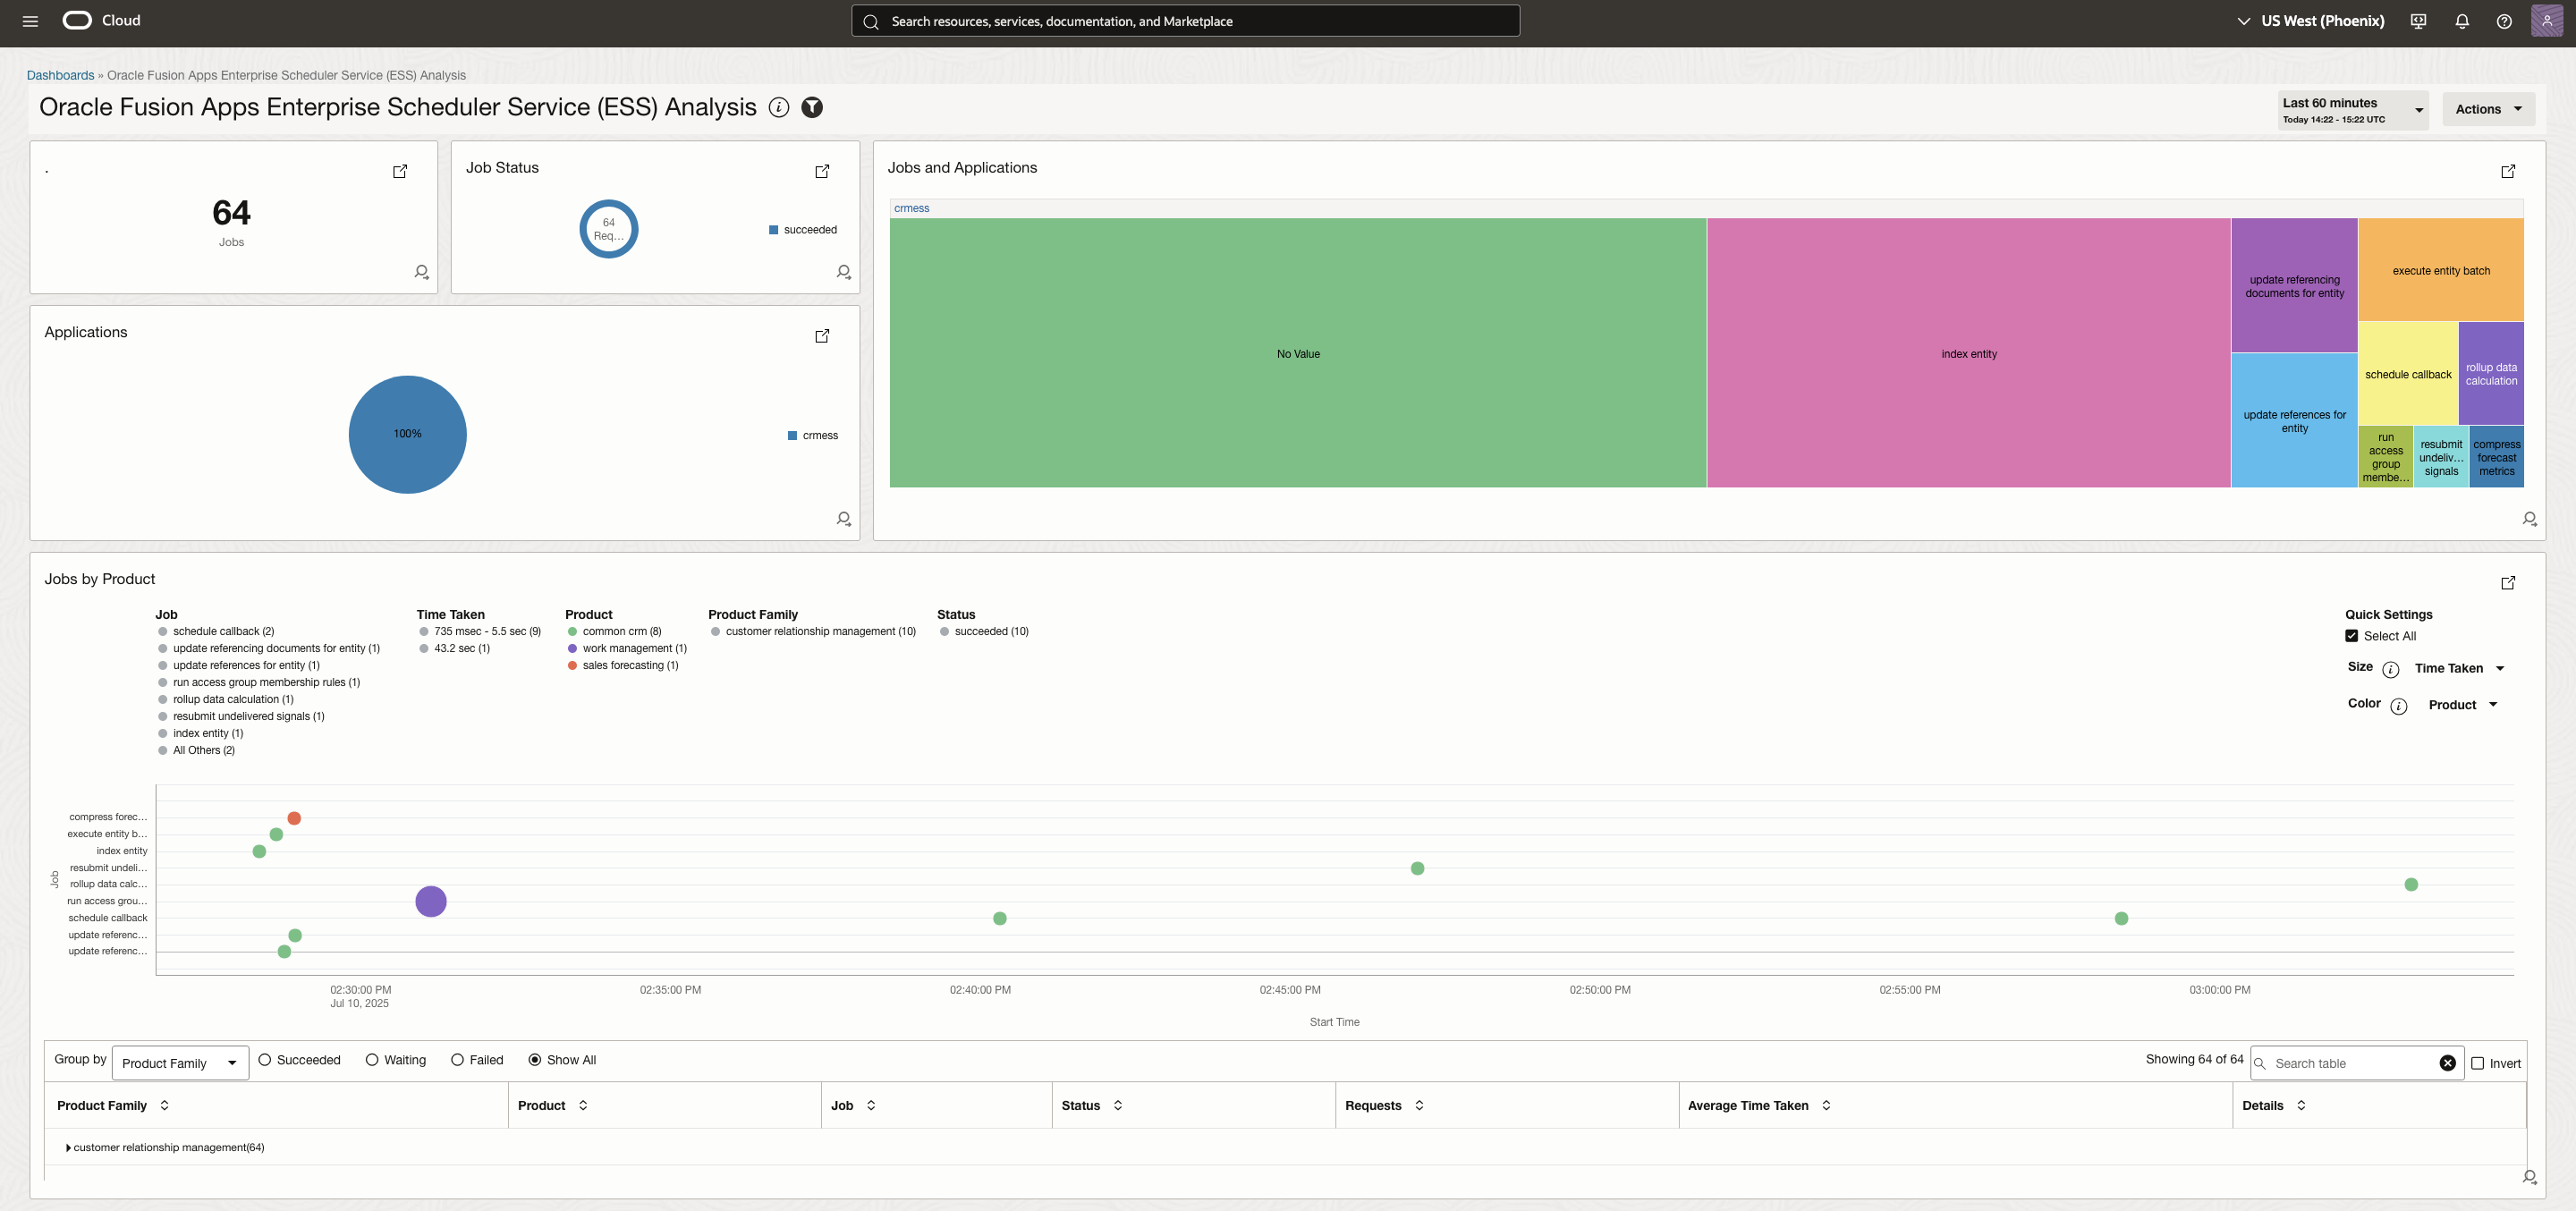 Cloud
Search resources, services, documentation, and Marketplace
US West (Phoenix)
Dashboards » Oracle Fusion Apps Enterprise Scheduler Service (ESS) Analysis
Oracle Fusion Apps Enterprise Scheduler Service (ESS) Analysis
Last 60 minutes
Today 14:22 - 15:22 UTC
Actions
.
64
Jobs
Job Status
64
Req...
succeeded
Applications
100%
crmess
Jobs and Applications
crmess
No Value
index entity
update referencing
documents for entity
update references for
entity
execute entity batch
schedule callback
rollup data
calculation
run
access
group
membe...
resubmit
undeliv...
signals
compress
forecast
metrics
Jobs by Product
Job
schedule callback (2)
update referencing documents for entity (1)
update references for entity (1)
run access group membership rules (1)
rollup data calculation (1)
resubmit undelivered signals (1)
index entity (1)
All Others (2)
Time Taken
735 msec - 5.5 sec (9)
43.2 sec (1)
Product
common crm (8)
work management (1)
sales forecasting (1)
Product Family
customer relationship management (10)
Status
succeeded (10)
Quick Settings
Select All
Size Time Taken
Color Product
Job
compress forec...
execute entity b...
index entity
resubmit undeli...
rollup data calc...
run access grou...
schedule callback
update referenc...
update referenc...
02:30:00 PM 02:35:00 PM 02:40:00 PM 02:45:00 PM 02:50:00 PM 02:55:00 PM 03:00:00 PM
Jul 10, 2025
Start Time
Group by Product Family Succeeded Waiting Failed Show All Showing 64 of 64 Search table Invert
Product Family Product Job Status Requests Average Time Taken Details
customer relationship management(64)